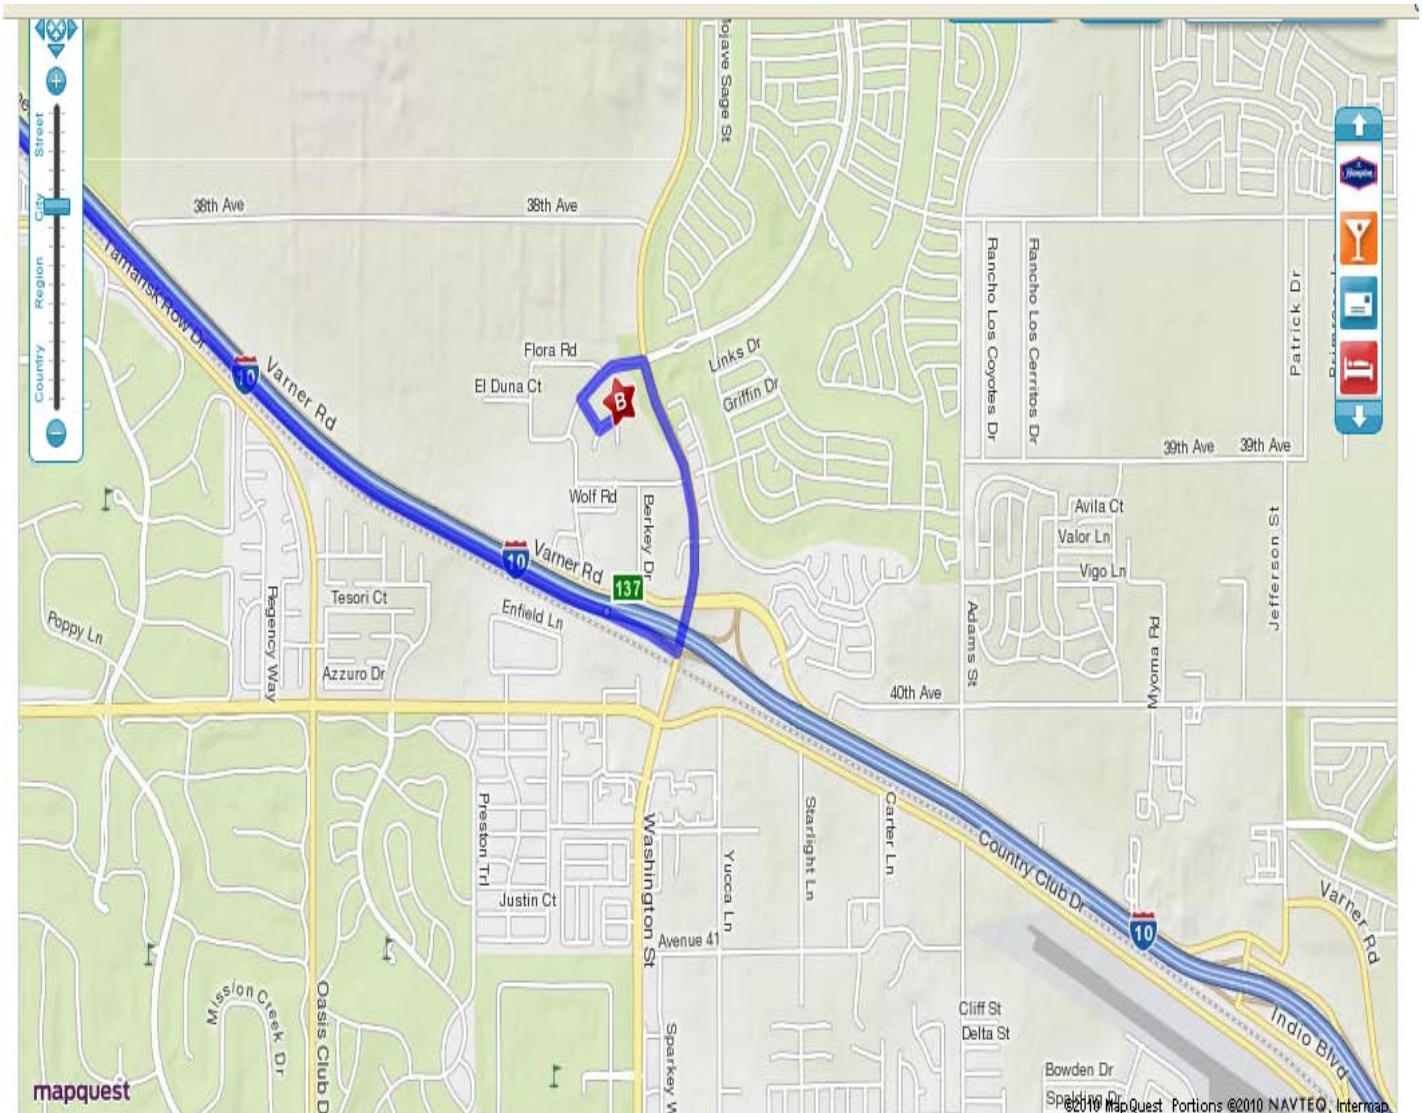 Mojave Sage St
Street
City
Region
Country
38th Ave
38th Ave
Tamarisk Row Dr
10
Varner Rd
Flora Rd
El Duna Ct
B
Links Dr
Griffin Dr
Rancho Los Coyotes Dr
Rancho Los Cerritos Dr
Patrick Dr
Hampton
39th Ave
39th Ave
Wolf Rd
Berkey Dr
Avila Ct
Valor Ln
Vigo Ln
Jefferson St
10
Varner Rd
137
Enfield Ln
Tesori Ct
Regency Way
Poppy Ln
Azzuro Dr
Adams St
Myoma Rd
40th Ave
Preston Trl
Justin Ct
Washington St
Yucca Ln
Starlight Ln
Carter Ln
Country Club Dr
Avenue 41
10
Varner Rd
Indio Blvd
Mission Creek Dr
Oasis Club D
Sparkey W
Cliff St
Delta St
Bowden Dr
Spalding Dr
mapquest
©2010 MapQuest Portions ©2010 NAVTEQ, Intermap